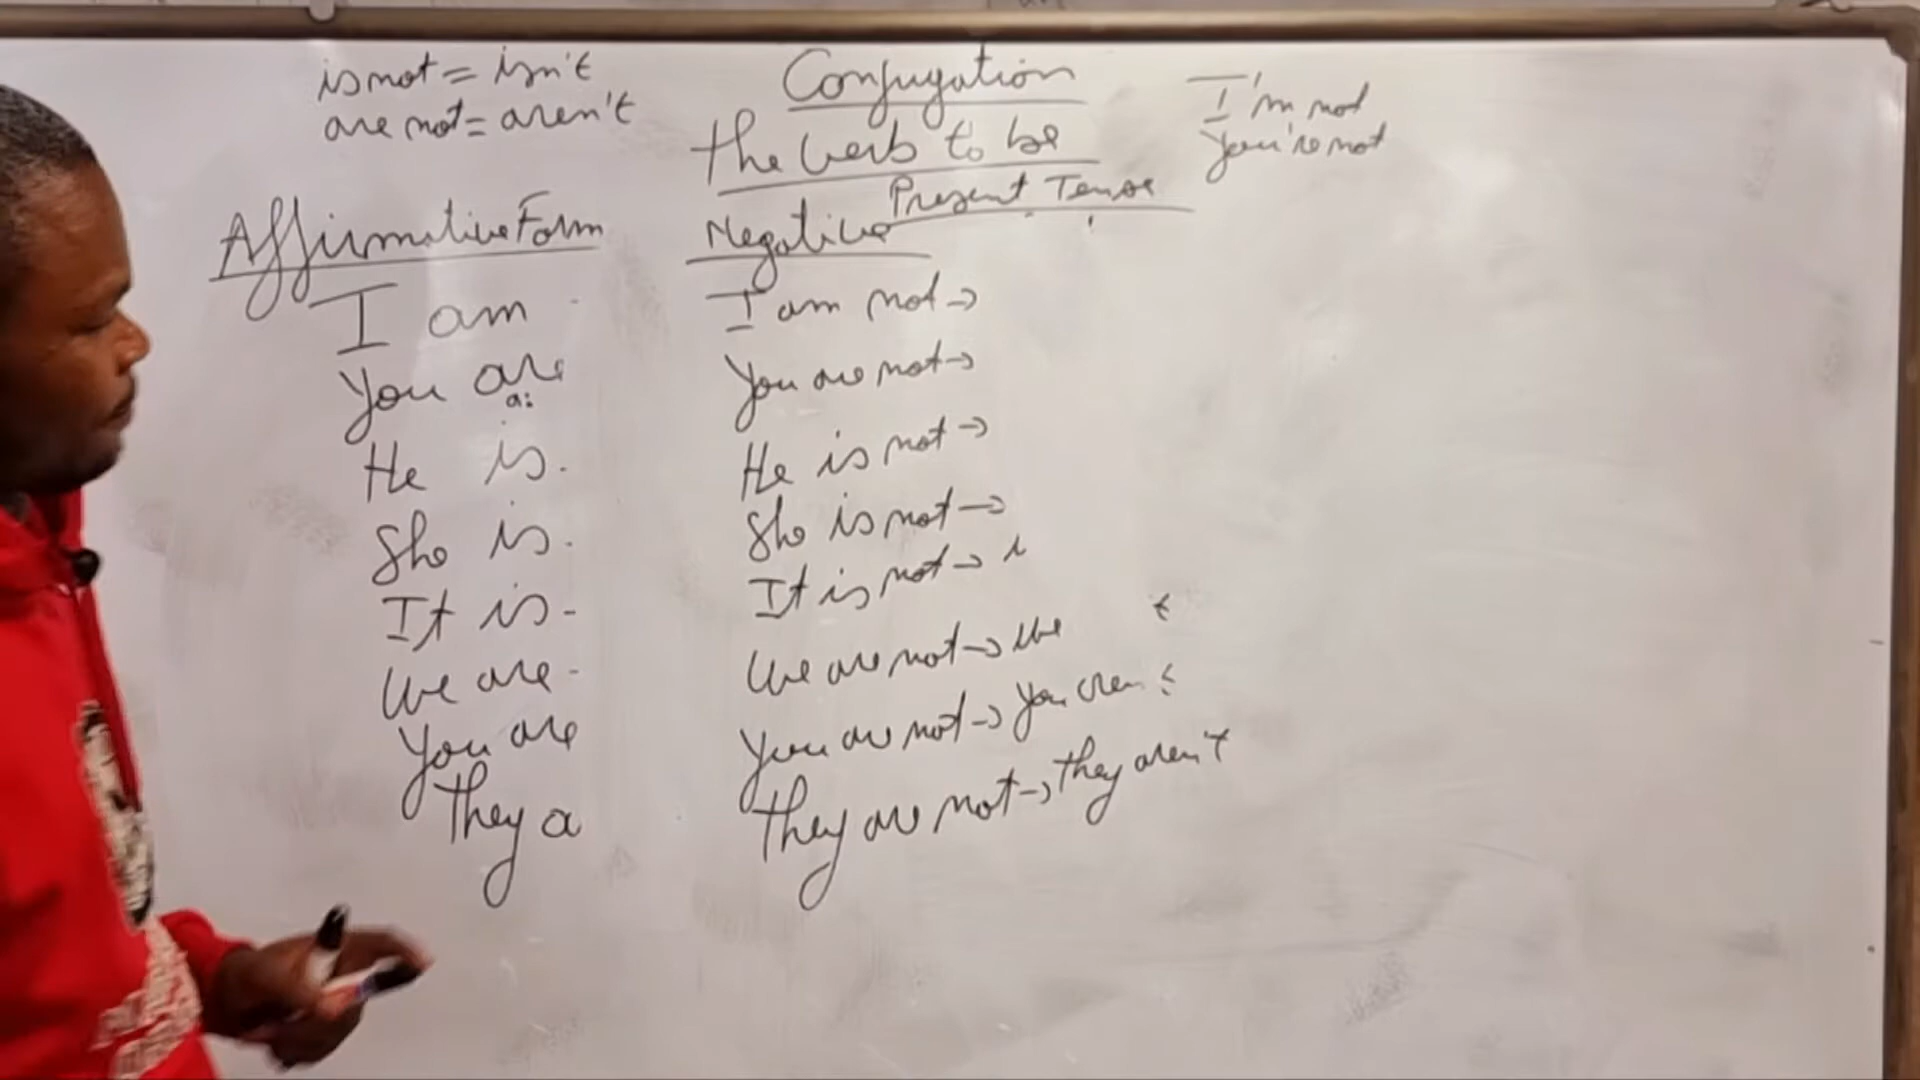 is not = isn't
are not = aren't
Conjugation
the verb to be
Present Tense
I'm not
you're not
Affirmative Form
I am
You are
a:
He is.
She is.
It is-
We are-
You are
They a
Negative
I am not →
You are not →
He is not →
She is not →
It is not → i
We are not → we t
You are not → you aren t
They are not → they aren't